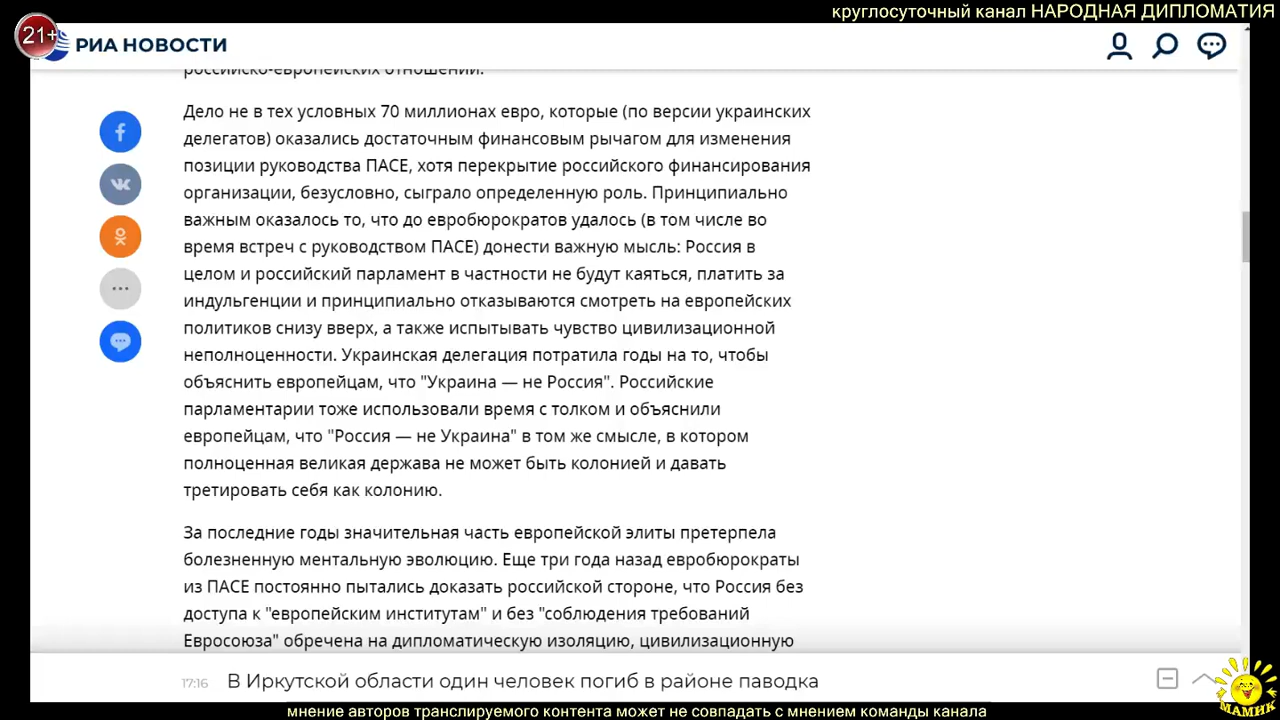 круглосуточный канал НАРОДНАЯ ДИПЛОМАТИЯ
21+
РИА НОВОСТИ
российско-европейских отношений.
Дело не в тех условных 70 миллионах евро, которые (по версии украинских
делегатов) оказались достаточным финансовым рычагом для изменения
позиции руководства ПАСЕ, хотя перекрытие российского финансирования
организации, безусловно, сыграло определенную роль. Принципиально
важным оказалось то, что до евробюрократов удалось (в том числе во
время встреч с руководством ПАСЕ) донести важную мысль: Россия в
целом и российский парламент в частности не будут каяться, платить за
индульгенции и принципиально отказываются смотреть на европейских
политиков снизу вверх, а также испытывать чувство цивилизационной
неполноценности. Украинская делегация потратила годы на то, чтобы
объяснить европейцам, что "Украина — не Россия". Российские
парламентарии тоже использовали время с толком и объяснили
европейцам, что "Россия — не Украина" в том же смысле, в котором
полноценная великая держава не может быть колонией и давать
третировать себя как колонию.
За последние годы значительная часть европейской элиты претерпела
болезненную ментальную эволюцию. Еще три года назад евробюрократы
из ПАСЕ постоянно пытались доказать российской стороне, что Россия без
доступа к "европейским институтам" и без "соблюдения требований
Евросоюза" обречена на дипломатическую изоляцию, цивилизационную
17:16 В Иркутской области один человек погиб в районе паводка
МАМИК
мнение авторов транслируемого контента может не совпадать с мнением команды канала